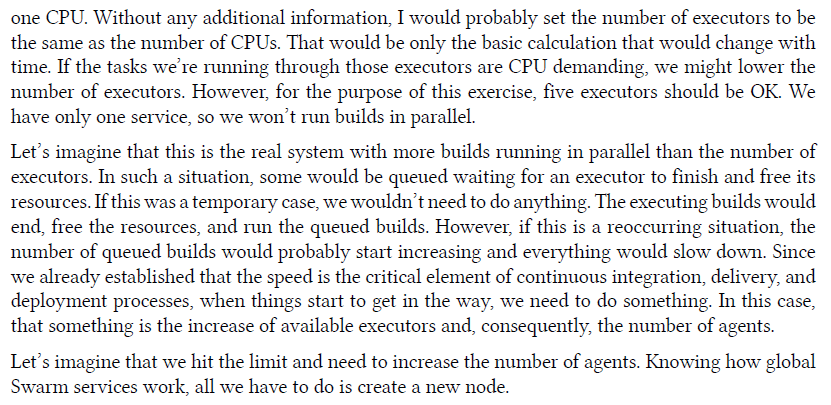 one CPU. Without any additional information, I would probably set the number of executors to be
the same as the number of CPUs. That would be only the basic calculation that would change with
time. If the tasks we're running through those executors are CPU demanding, we might lower the
number of executors. However, for the purpose of this exercise, five executors should be OK. We
have only one service, so we won't run builds in parallel.
Let's imagine that this is the real system with more builds running in parallel than the number of
executors. In such a situation, some would be queued waiting for an executor to finish and free its
resources. If this was a temporary case, we wouldn't need to do anything. The executing builds would
end, free the resources, and run the queued builds. However, if this is a reoccurring situation, the
number of queued builds would probably start increasing and everything would slow down. Since
we already established that the speed is the critical element of continuous integration, delivery, and
deployment processes, when things start to get in the way, we need to do something. In this case,
that something is the increase of available executors and, consequently, the number of agents.
Let's imagine that we hit the limit and need to increase the number of agents. Knowing how global
Swarm services work, all we have to do is create a new node.